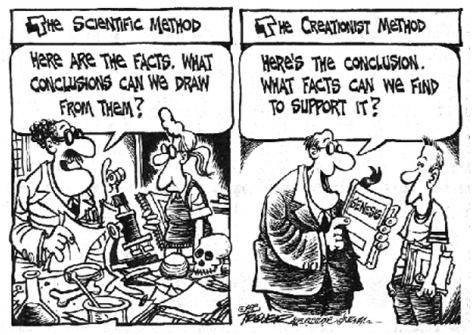 The Scientific Method
Here are the facts. What
conclusions can we draw
from them?
The Creationist Method
Here's the conclusion.
What facts can we find
to support it?
GENESIS